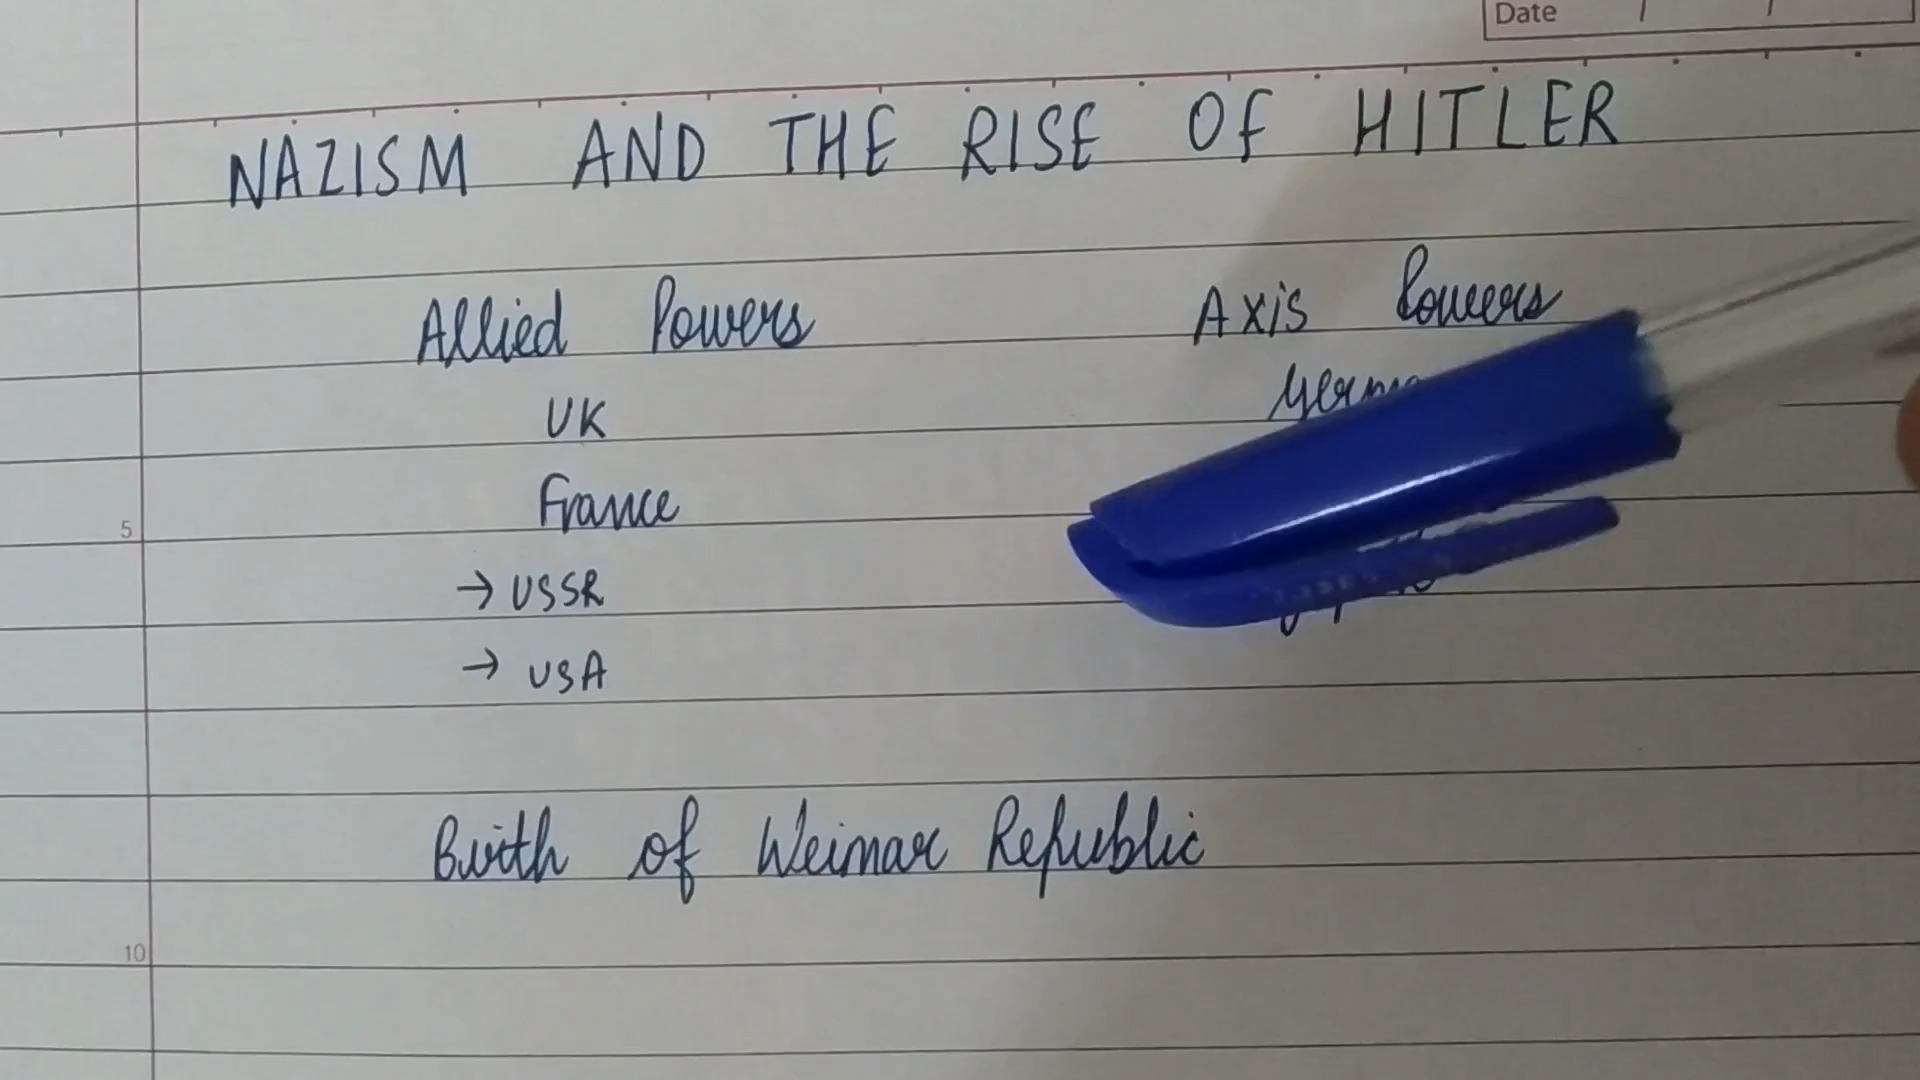 Date / /
NAZISM AND THE RISE OF HITLER
Allied Powers Axis Powers
UK
France
5
→ USSR
→ USA
Birth of Weimar Republic
10